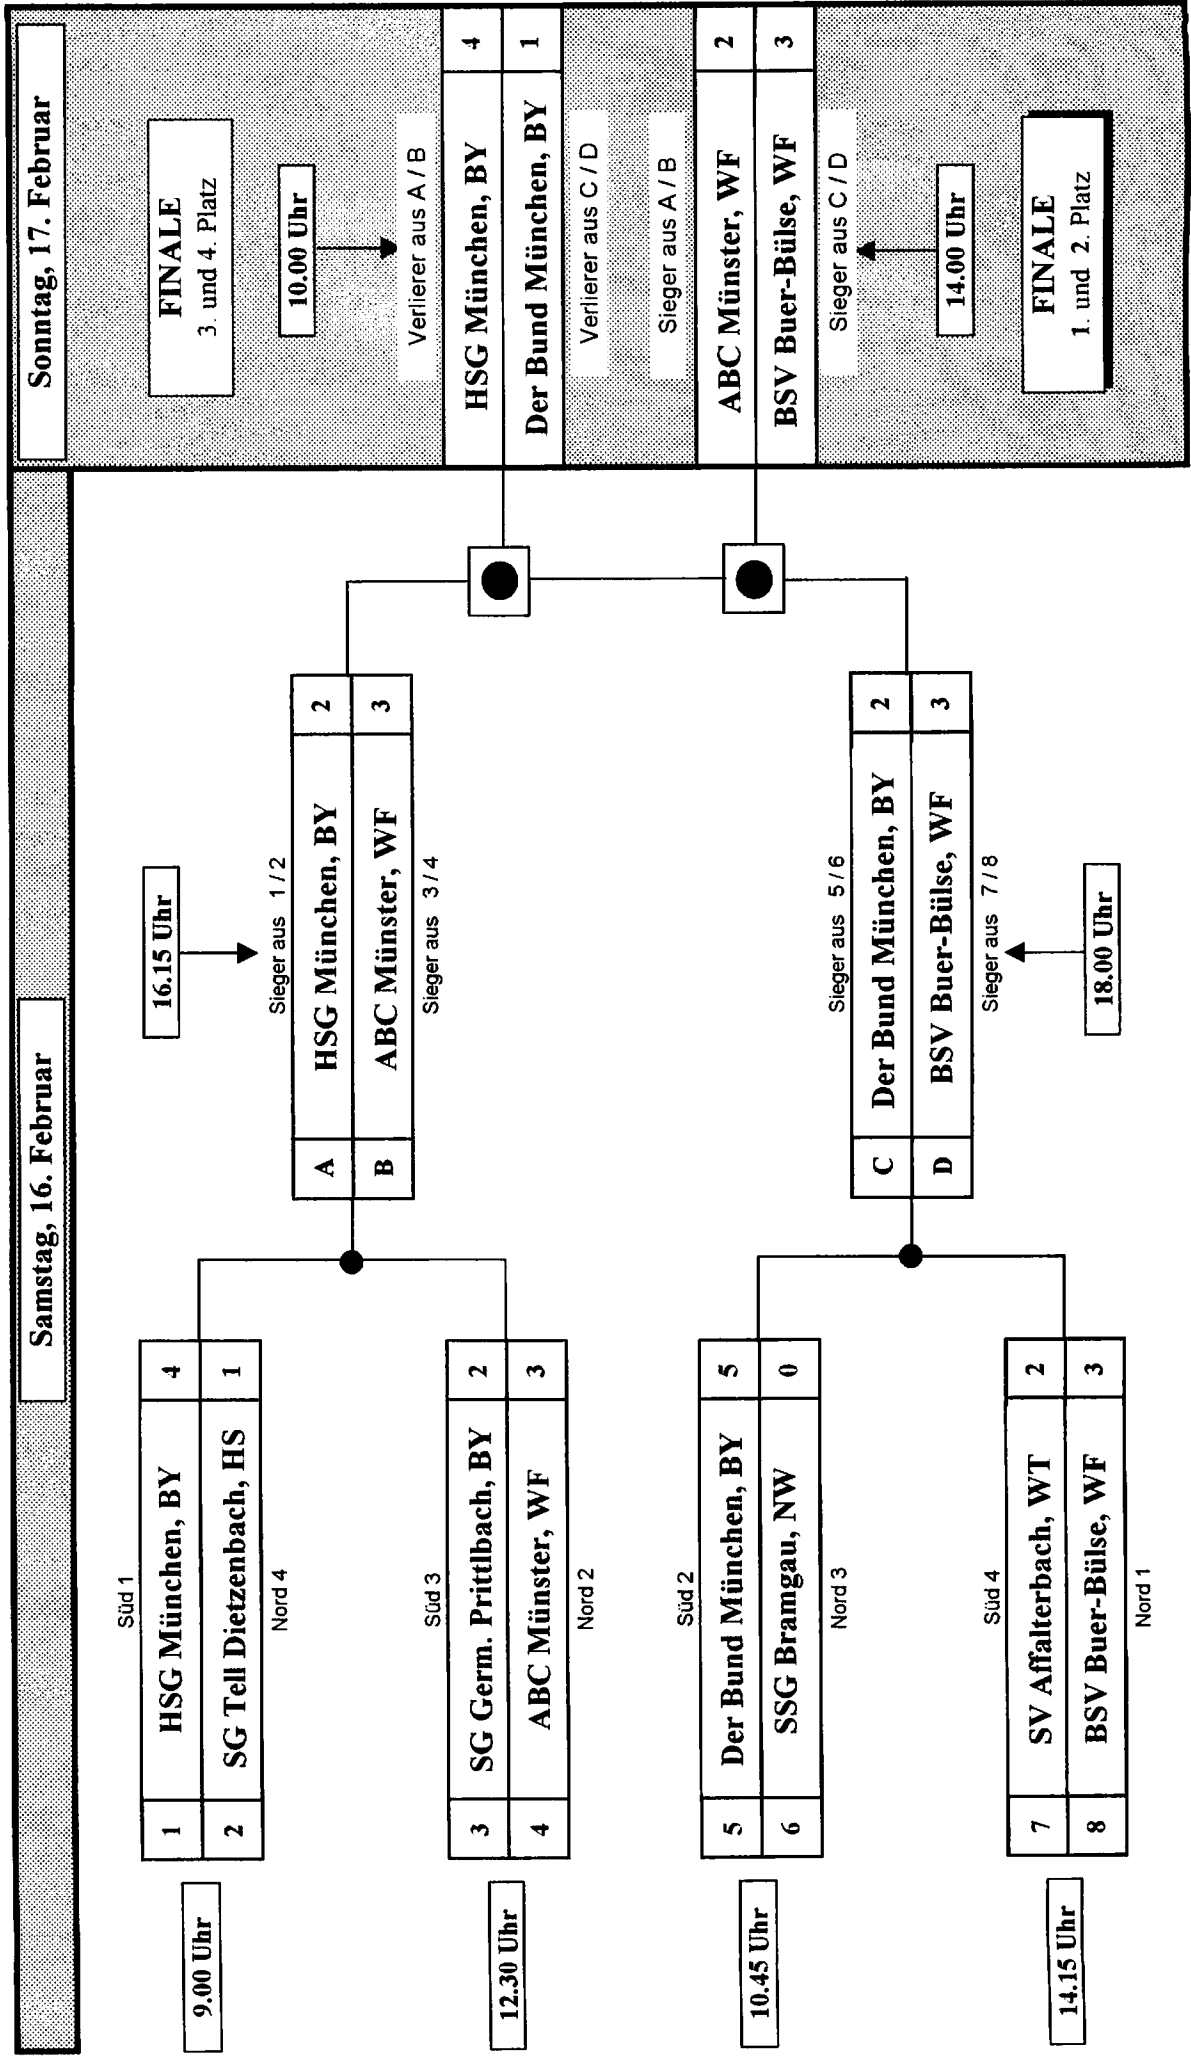 Samstag, 16. Februar
Sonntag, 17. Februar
9.00 Uhr
Süd 1
1 HSG München, BY 4
2 SG Tell Dietzenbach, HS 1
Nord 4
12.30 Uhr
Süd 3
3 SG Germ. Prittlbach, BY 2
4 ABC Münster, WF 3
Nord 2
10.45 Uhr
Süd 2
5 Der Bund München, BY 5
6 SSG Bramgau, NW 0
Nord 3
14.15 Uhr
Süd 4
7 SV Affalterbach, WT 2
8 BSV Buer-Bülse, WF 3
Nord 1
16.15 Uhr
Sieger aus 1 / 2
A HSG München, BY 2
B ABC Münster, WF 3
Sieger aus 3 / 4
Sieger aus 5 / 6
C Der Bund München, BY 2
D BSV Buer-Bülse, WF 3
Sieger aus 7 / 8
18.00 Uhr
FINALE
3. und 4. Platz
10.00 Uhr
Verlierer aus A / B
HSG München, BY 4
Der Bund München, BY 1
Verlierer aus C / D
Sieger aus A / B
ABC Münster, WF 2
BSV Buer-Bülse, WF 3
Sieger aus C / D
14.00 Uhr
FINALE
1. und 2. Platz